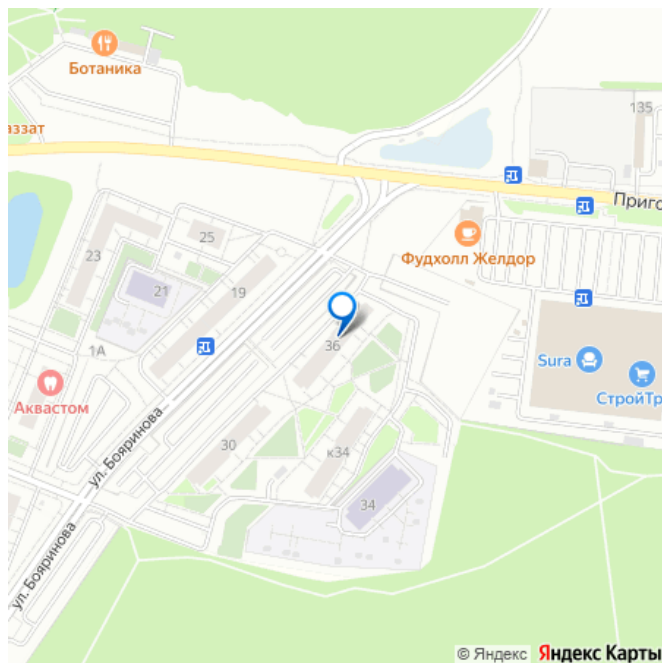 Ботаника
аззат
135
Приго
25
Фудхолл Желдор
23
21
19
1А
36
Sura
СтройТр
Аквастом
ул. Бояринова
30
к34
34
ул. Бояринова
© Яндекс Яндекс Карты